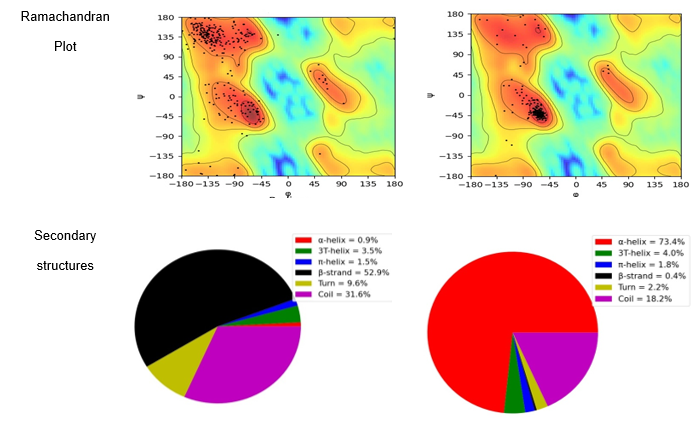 Ramachandran
Plot
180
135
90
45
0
−45
−90
−135
−180
ψ
−180 −135 −90 −45 0 45 90 135 180
φ
180
135
90
45
0
−45
−90
−135
−180
ψ
−180 −135 −90 −45 0 45 90 135 180
Secondary
structures
α-helix = 0.9%
3T-helix = 3.5%
π-helix = 1.5%
β-strand = 52.9%
Turn = 9.6%
Coil = 31.6%
α-helix = 73.4%
3T-helix = 4.0%
π-helix = 1.8%
β-strand = 0.4%
Turn = 2.2%
Coil = 18.2%